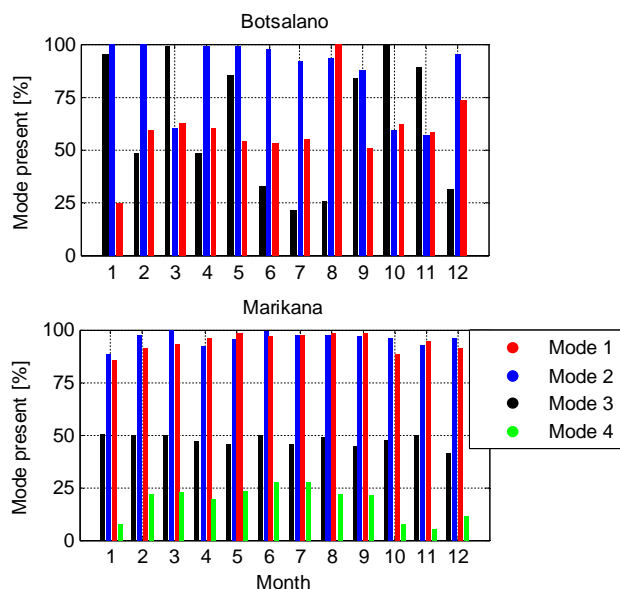 Botsalano
Mode present [%]
100
75
50
25
0
1 2 3 4 5 6 7 8 9 10 11 12
Marikana
Mode present [%]
100
75
50
25
0
1 2 3 4 5 6 7 8 9 10 11 12
Month
Mode 1
Mode 2
Mode 3
Mode 4